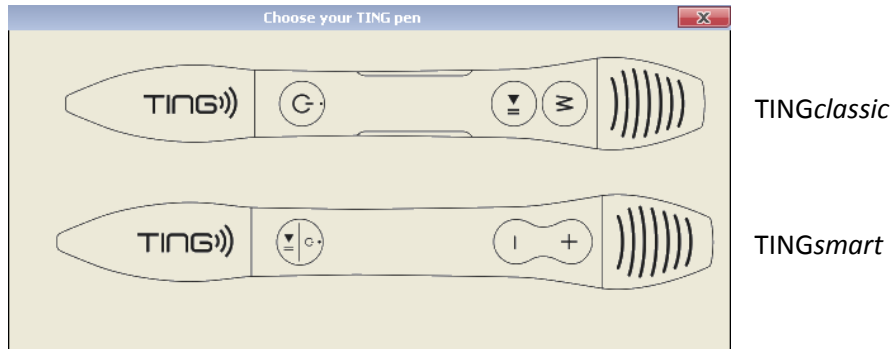 Choose your TING pen
TING
TINGclassic
TING
TINGsmart